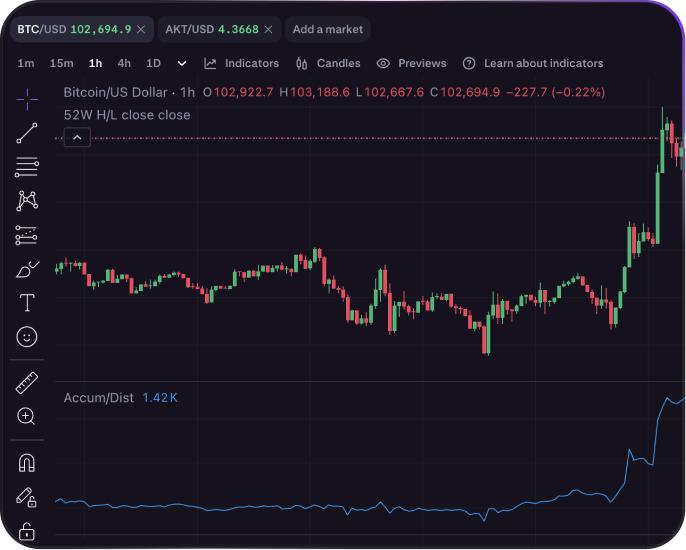 BTC/USD 102,694.9 × AKT/USD 4.3668 × Add a market
1m 15m 1h 4h 1D Indicators Candles Previews Learn about indicators
Bitcoin/US Dollar · 1h O102,922.7 H103,188.6 L102,667.6 C102,694.9 −227.7 (−0.22%)
52W H/L close close
T
Accum/Dist 1.42K